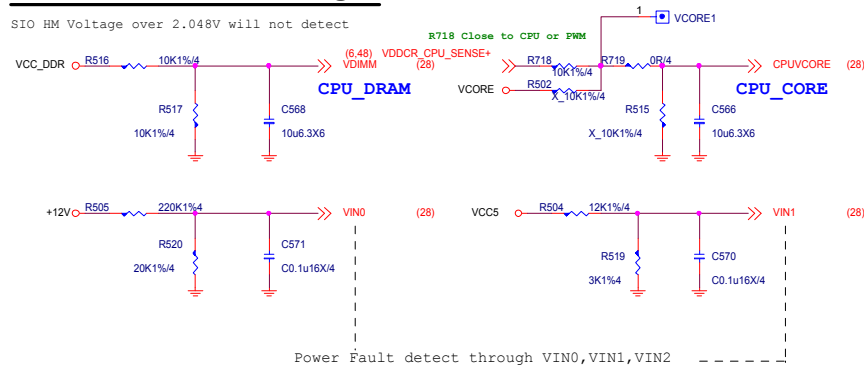 SIO HM Voltage over 2.048V will not detect
1
VCORE1
R718 Close to CPU or PWM
VCC_DDR
R516
10K1%/4
VDIMM
(28)
CPU_DRAM
R517
10K1%/4
C568
10u6.3X6
(6,48)
VDDCR_CPU_SENSE+
R718
10K1%/4
R719
0R/4
VCORE
R502
X_10K1%/4
CPUVCORE
(28)
CPU_CORE
R515
X_10K1%/4
C566
10u6.3X6
+12V
R505
220K1%4
VIN0
(28)
R520
20K1%/4
C571
C0.1u16X/4
VCC5
R504
12K1%/4
VIN1
(28)
R519
3K1%4
C570
C0.1u16X/4
Power Fault detect through VIN0,VIN1,VIN2